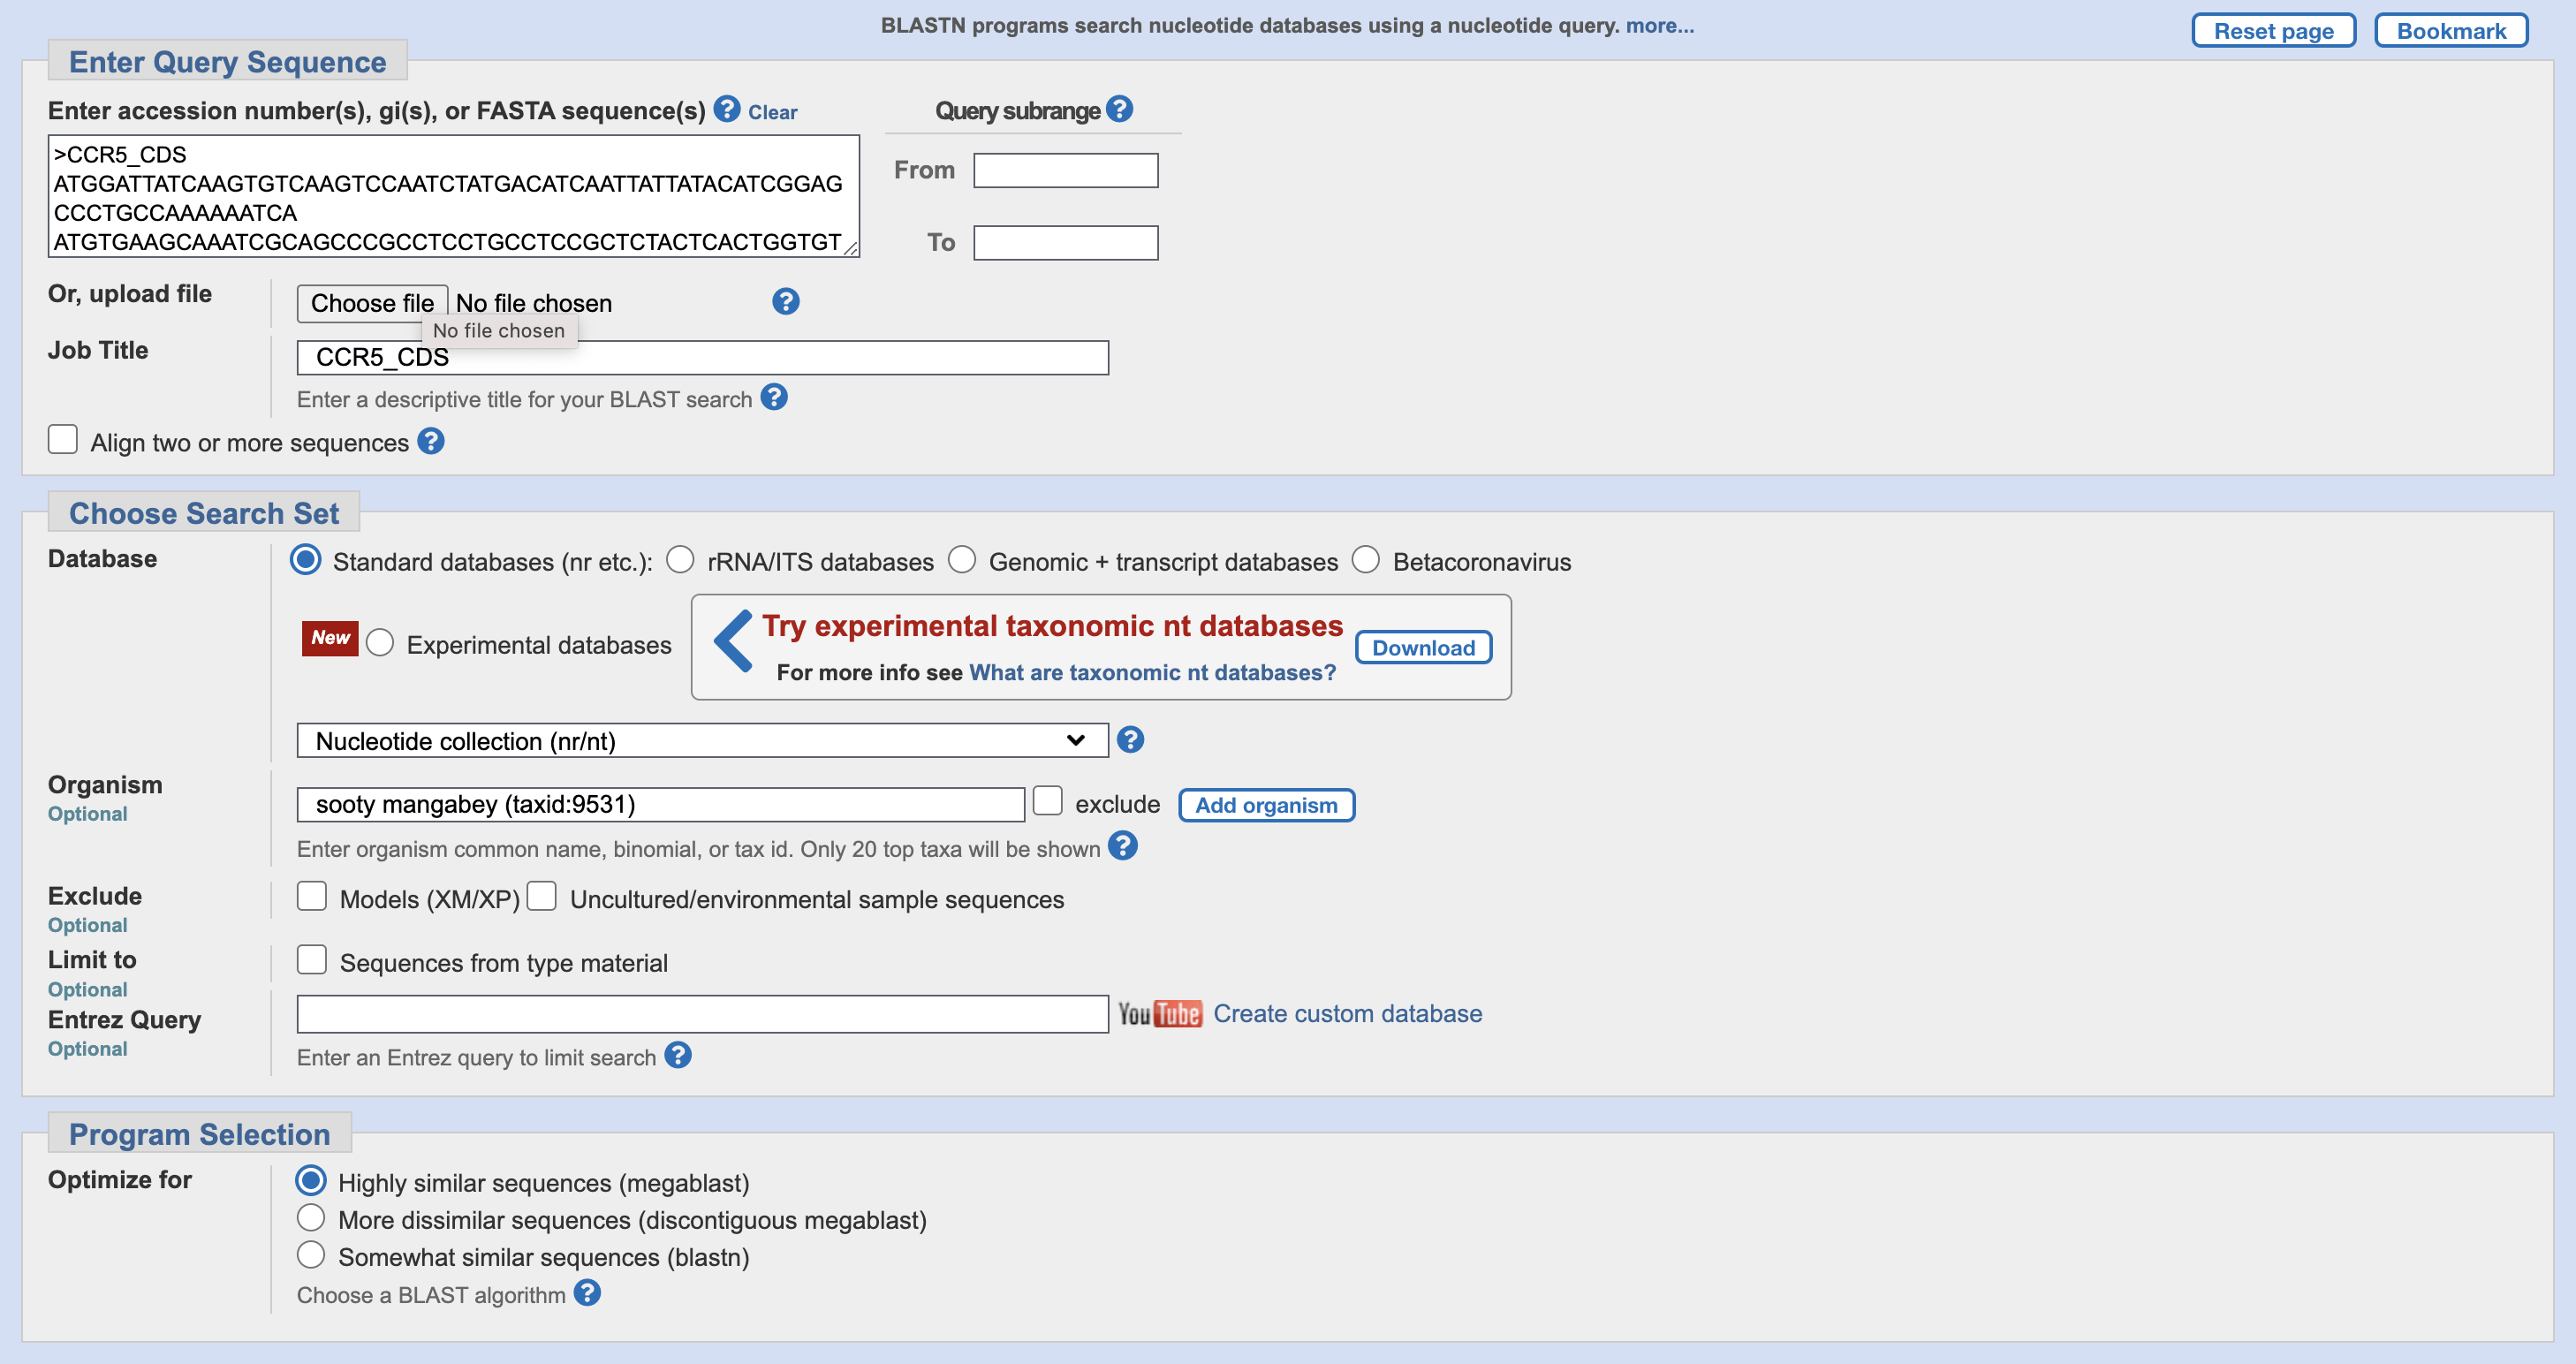 BLASTN programs search nucleotide databases using a nucleotide query. more...
Reset page
Bookmark
Enter Query Sequence
Enter accession number(s), gi(s), or FASTA sequence(s) ? Clear
Query subrange ?
>CCR5_CDS
ATGGATTATCAAGTGTCAAGTCCAATCTATGACATCAATTATTATACATCGGAG
CCCTGCCAAAAAATCA
ATGTGAAGCAAATCGCAGCCCGCCTCCTGCCTCCGCTCTACTCACTGGTGT
From
To
Or, upload file
Choose file No file chosen ?
No file chosen
Job Title
CCR5_CDS
Enter a descriptive title for your BLAST search ?
Align two or more sequences ?
Choose Search Set
Database
Standard databases (nr etc.): rRNA/ITS databases Genomic + transcript databases Betacoronavirus
New Experimental databases
Try experimental taxonomic nt databases
Download
For more info see What are taxonomic nt databases?
Nucleotide collection (nr/nt) ?
Organism
Optional
sooty mangabey (taxid:9531)
exclude
Add organism
Enter organism common name, binomial, or tax id. Only 20 top taxa will be shown ?
Exclude
Optional
Models (XM/XP) Uncultured/environmental sample sequences
Limit to
Optional
Sequences from type material
Entrez Query
Optional
YouTube Create custom database
Enter an Entrez query to limit search ?
Program Selection
Optimize for
Highly similar sequences (megablast)
More dissimilar sequences (discontiguous megablast)
Somewhat similar sequences (blastn)
Choose a BLAST algorithm ?